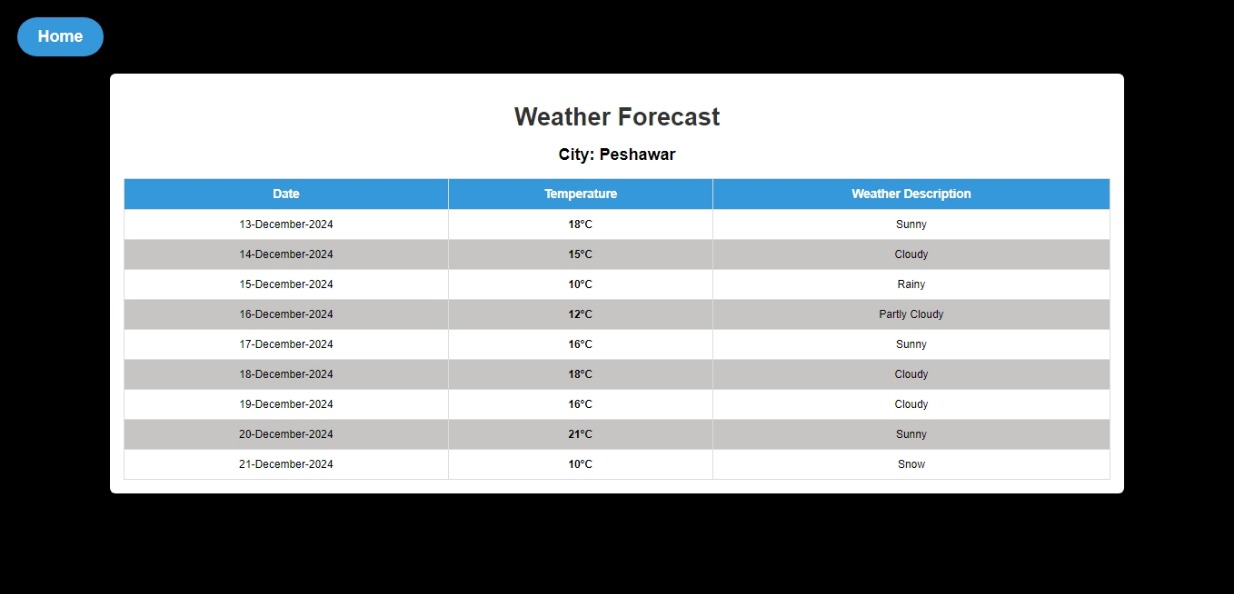 Home
Weather Forecast
City: Peshawar
Date Temperature Weather Description
13-December-2024 18°C Sunny
14-December-2024 15°C Cloudy
15-December-2024 10°C Rainy
16-December-2024 12°C Partly Cloudy
17-December-2024 16°C Sunny
18-December-2024 18°C Cloudy
19-December-2024 16°C Cloudy
20-December-2024 21°C Sunny
21-December-2024 10°C Snow